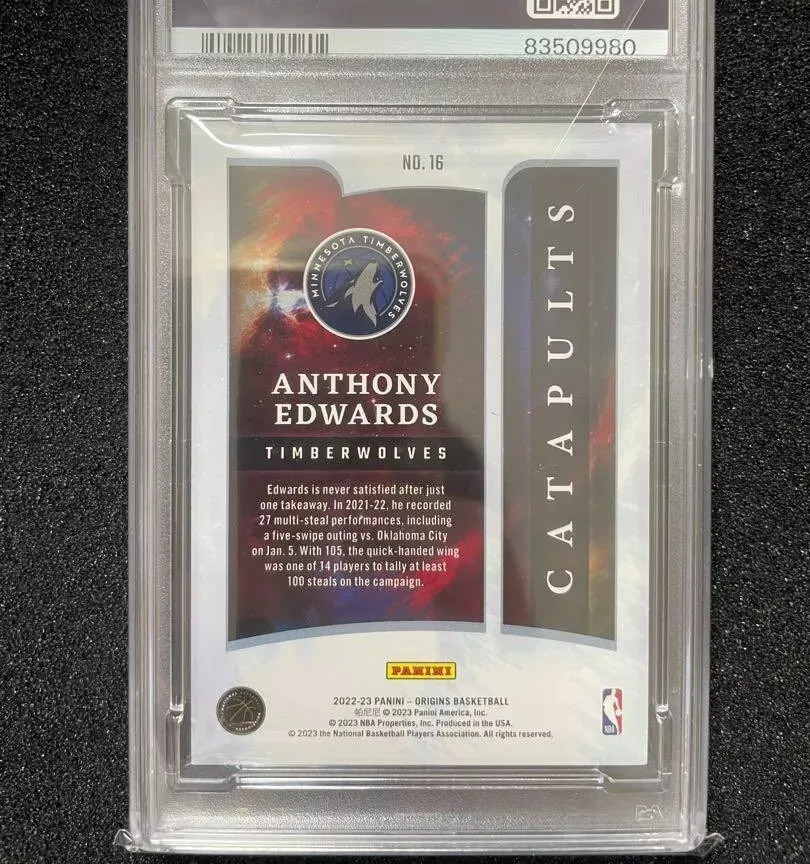 83509980
NO. 16
MINNESOTA TIMBERWOLVES
ANTHONY
EDWARDS
TIMBERWOLVES
Edwards is never satisfied after just
one takeaway. In 2021-22, he recorded
27 multi-steal performances, including
a five-swipe outing vs. Oklahoma City
on Jan. 5. With 105, the quick-handed wing
was one of 14 players to tally at least
100 steals on the campaign.
CATAPULTS
PANINI
2022-23 PANINI – ORIGINS BASKETBALL
帕尼尼 © 2023 Panini America, Inc.
© 2023 NBA Properties, Inc. Produced in the USA.
© 2023 the National Basketball Players Association. All rights reserved.
NBA